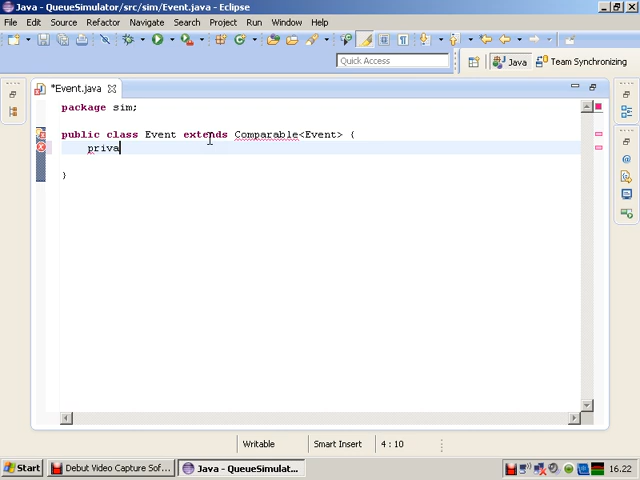 Java - QueueSimulator/src/sim/Event.java - Eclipse
File Edit Source Refactor Navigate Search Project Run Window Help
Quick Access
Java
Team Synchronizing
*Event.java
package sim;
public class Event extends Comparable<Event> {
priva
}
Writable Smart Insert 4 : 10
Start Debut Video Capture Sof... Java - QueueSimulat... 16.22